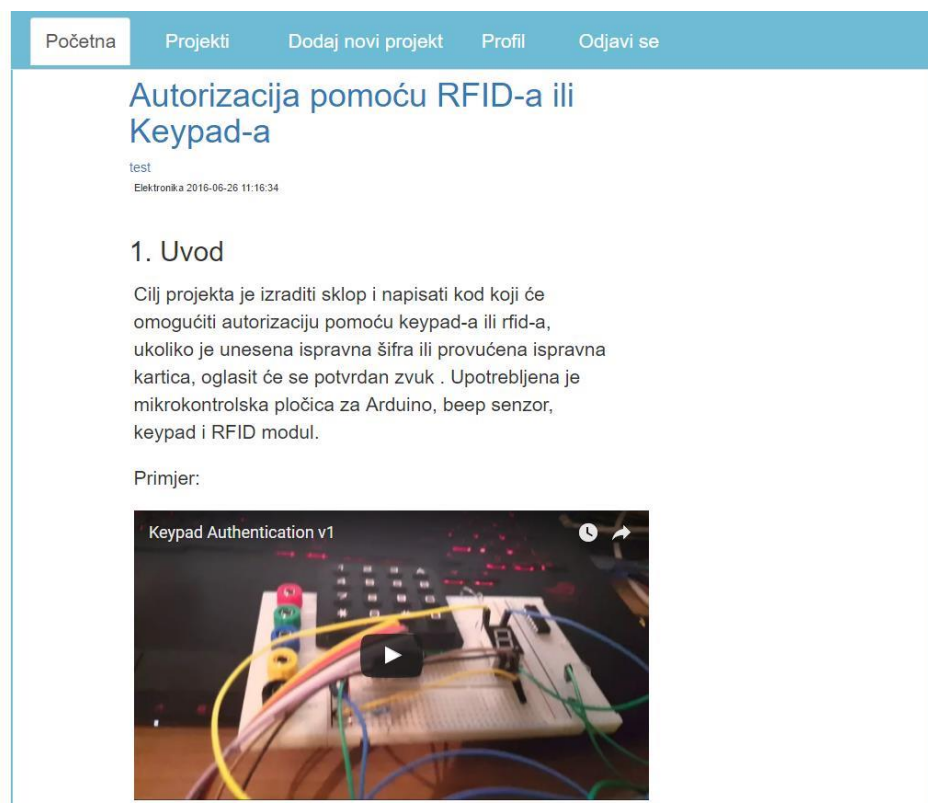 Početna Projekti Dodaj novi projekt Profil Odjavi se
Autorizacija pomoću RFID-a ili
Keypad-a
test
Elektronika 2016-06-26 11:16:34
1. Uvod
Cilj projekta je izraditi sklop i napisati kod koji će
omogućiti autorizaciju pomoću keypad-a ili rfid-a,
ukoliko je unesena ispravna šifra ili provućena ispravna
kartica, oglasit će se potvrdan zvuk . Upotrebljena je
mikrokontrolska pločica za Arduino, beep senzor,
keypad i RFID modul.
Primjer:
Keypad Authentication v1